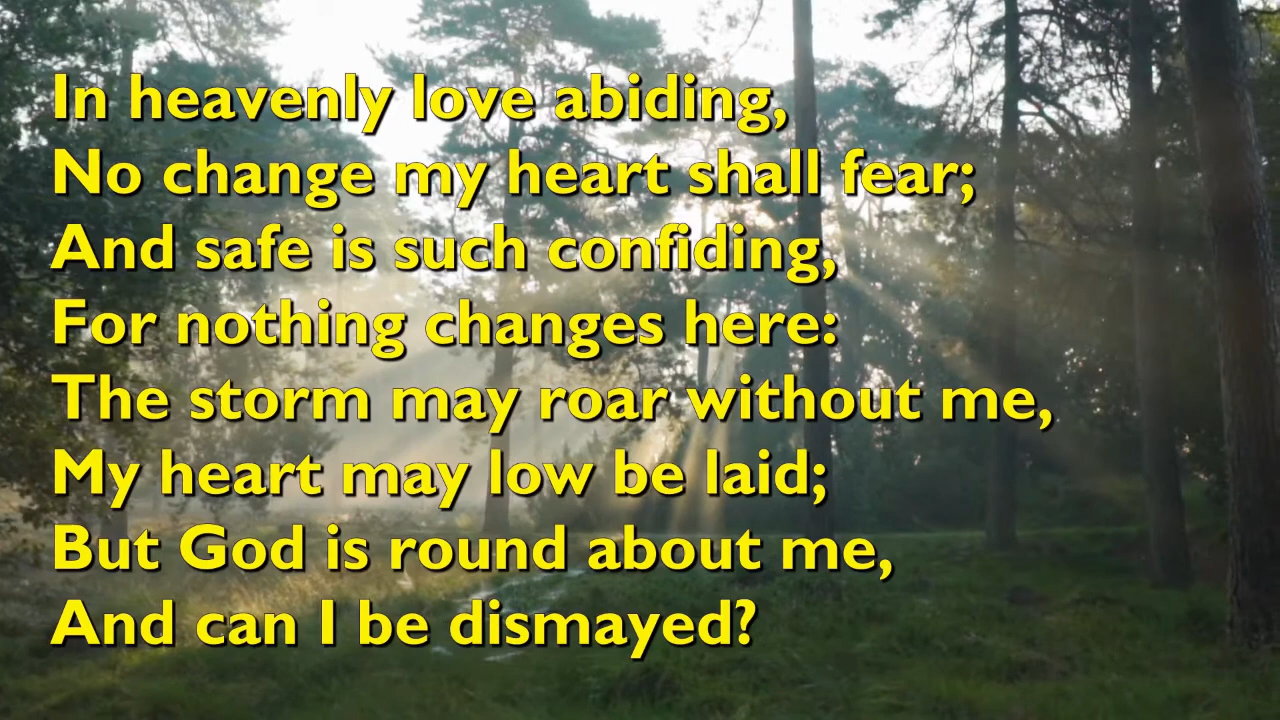 In heavenly love abiding,
No change my heart shall fear;
And safe is such confiding,
For nothing changes here:
The storm may roar without me,
My heart may low be laid;
But God is round about me,
And can I be dismayed?